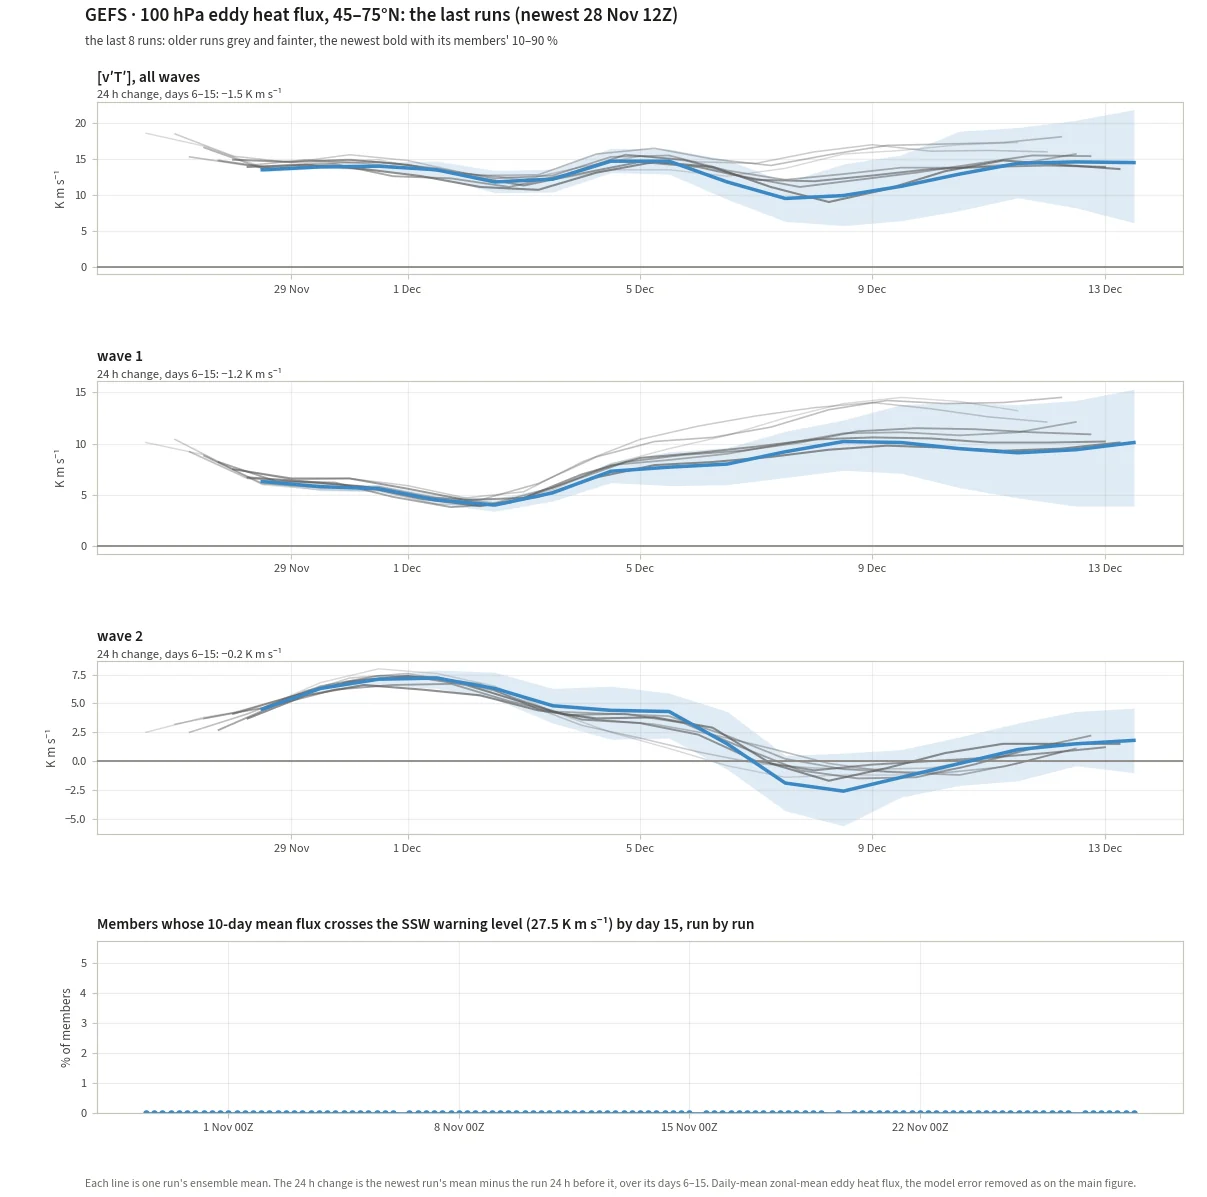 GEFS · 100 hPa eddy heat flux, 45–75°N: the last runs (newest 28 Nov 12Z)
the last 8 runs: older runs grey and fainter, the newest bold with its members' 10–90 %
[v′T′], all waves
24 h change, days 6–15: −1.5 K m s⁻¹
20
15
10
5
0
K m s⁻¹
29 Nov
1 Dec
5 Dec
9 Dec
13 Dec
wave 1
24 h change, days 6–15: −1.2 K m s⁻¹
15
10
5
0
K m s⁻¹
29 Nov
1 Dec
5 Dec
9 Dec
13 Dec
wave 2
24 h change, days 6–15: −0.2 K m s⁻¹
7.5
5.0
2.5
0.0
−2.5
−5.0
K m s⁻¹
29 Nov
1 Dec
5 Dec
9 Dec
13 Dec
Members whose 10-day mean flux crosses the SSW warning level (27.5 K m s⁻¹) by day 15, run by run
5
4
3
2
1
0
% of members
1 Nov 00Z
8 Nov 00Z
15 Nov 00Z
22 Nov 00Z
Each line is one run's ensemble mean. The 24 h change is the newest run's mean minus the run 24 h before it, over its days 6–15. Daily-mean zonal-mean eddy heat flux, the model error removed as on the main figure.